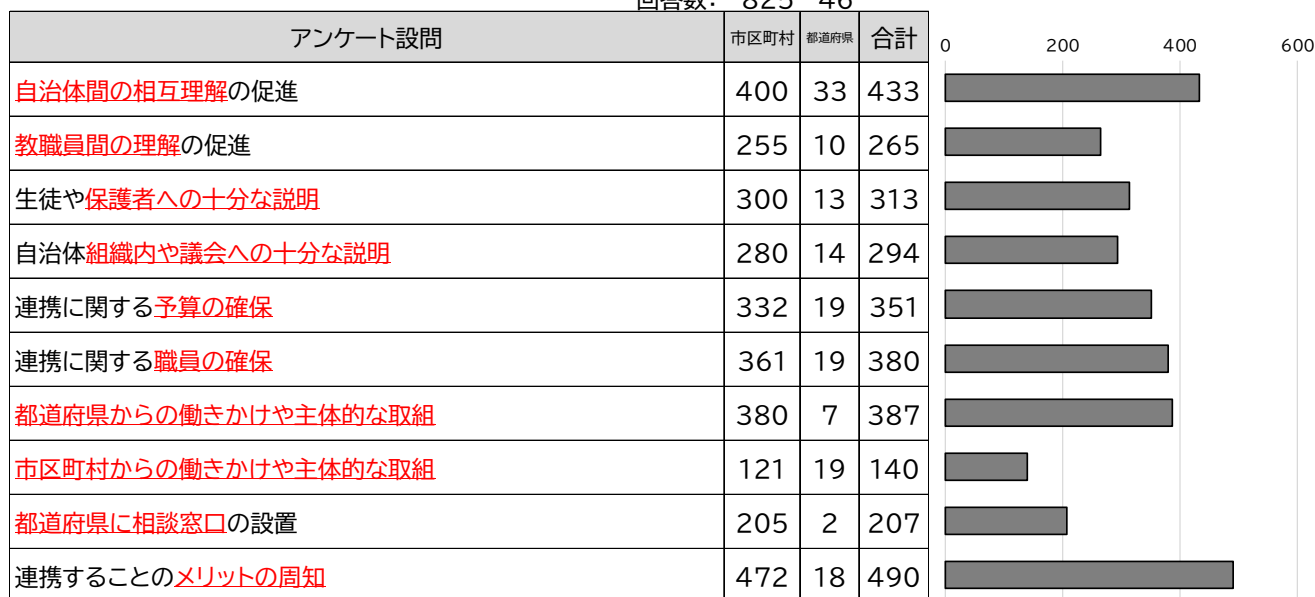 回答数: 825 46
アンケート設問 市区町村 都道府県 合計 0 200 400 600
自治体間の相互理解の促進 400 33 433
教職員間の理解の促進 255 10 265
生徒や保護者への十分な説明 300 13 313
自治体組織内や議会への十分な説明 280 14 294
連携に関する予算の確保 332 19 351
連携に関する職員の確保 361 19 380
都道府県からの働きかけや主体的な取組 380 7 387
市区町村からの働きかけや主体的な取組 121 19 140
都道府県に相談窓口の設置 205 2 207
連携することのメリットの周知 472 18 490